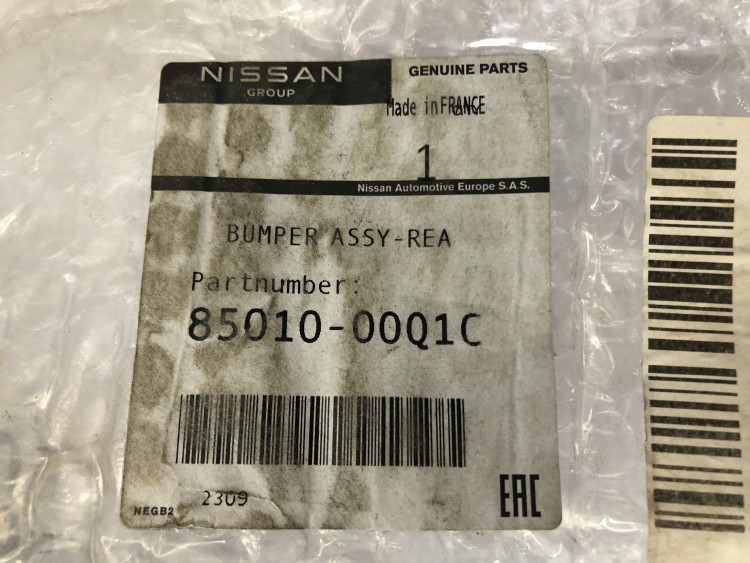 NISSAN
GROUP
GENUINE PARTS
Made in FRANCE
1
Nissan Automotive Europe S.A.S.
BUMPER ASSY-REA
Partnumber:
85010-00Q1C
2309
NEGB2
EAC